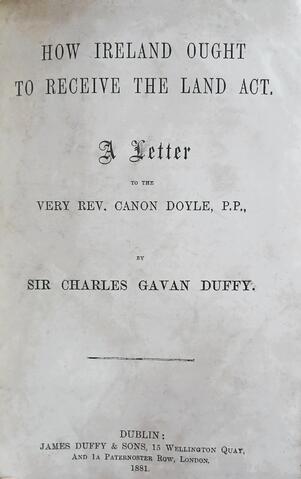 HOW IRELAND OUGHT
TO RECEIVE THE LAND ACT.
A Letter
TO THE
VERY REV. CANON DOYLE, P.P.,
BY
SIR CHARLES GAVAN DUFFY.
DUBLIN:
JAMES DUFFY & SONS, 15 WELLINGTON QUAY,
AND 1A PATERNOSTER ROW, LONDON.
1881.